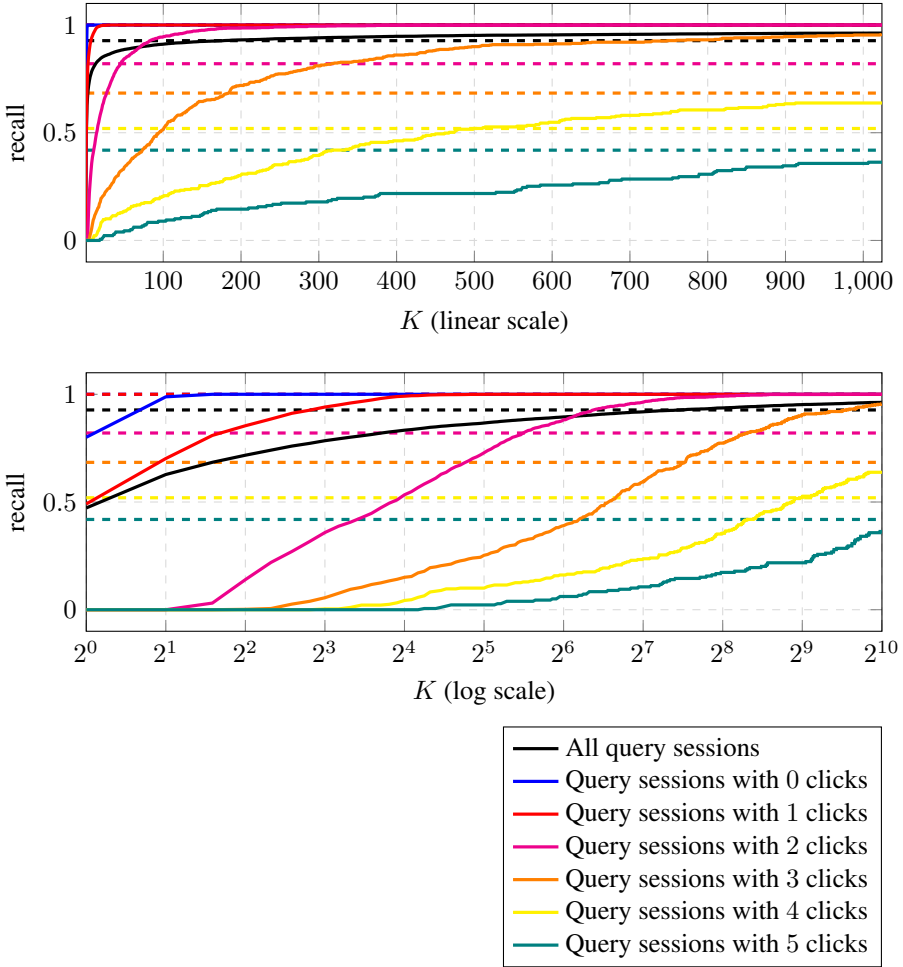 1
0.5
0
recall
100 200 300 400 500 600 700 800 900 1,000
K (linear scale)
1
0.5
0
recall
2^0 2^1 2^2 2^3 2^4 2^5 2^6 2^7 2^8 2^9 2^10
K (log scale)
All query sessions
Query sessions with 0 clicks
Query sessions with 1 clicks
Query sessions with 2 clicks
Query sessions with 3 clicks
Query sessions with 4 clicks
Query sessions with 5 clicks